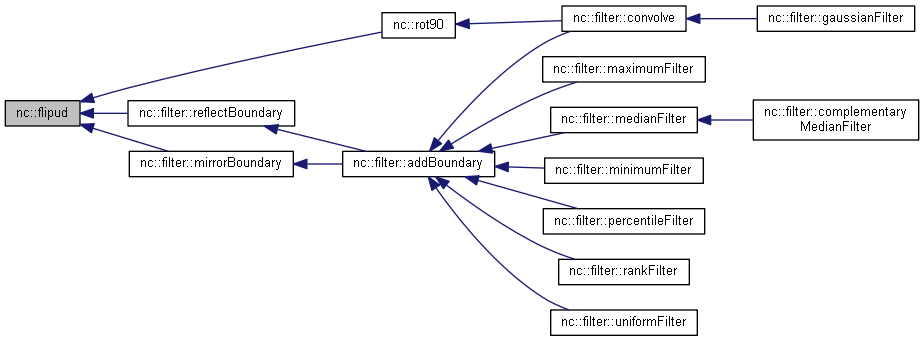 nc::flipud
nc::rot90
nc::filter::reflectBoundary
nc::filter::mirrorBoundary
nc::filter::addBoundary
nc::filter::convolve
nc::filter::maximumFilter
nc::filter::medianFilter
nc::filter::minimumFilter
nc::filter::percentileFilter
nc::filter::rankFilter
nc::filter::uniformFilter
nc::filter::gaussianFilter
nc::filter::complementary
MedianFilter